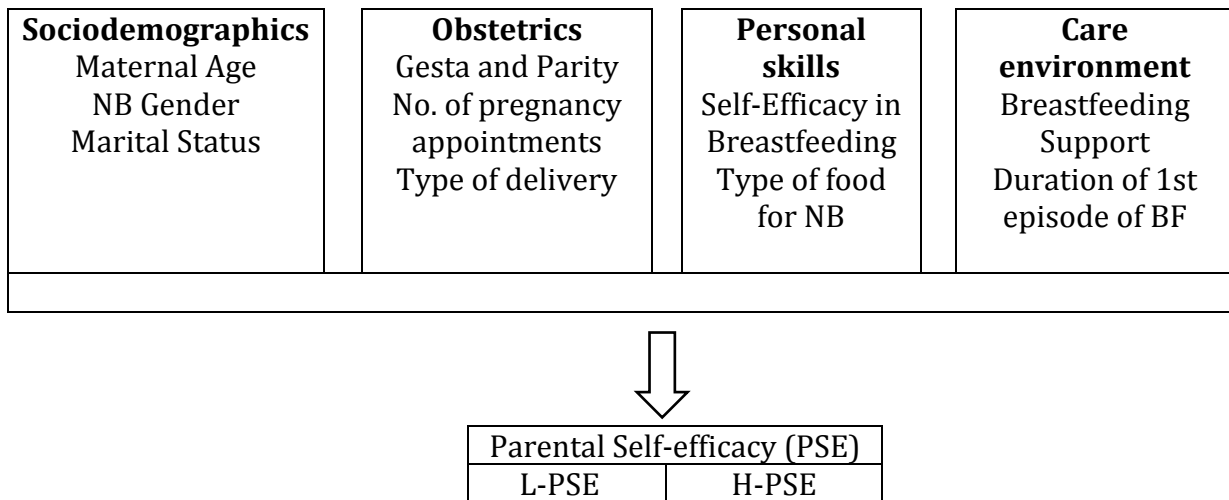 Sociodemographics
Maternal Age
NB Gender
Marital Status
Obstetrics
Gesta and Parity
No. of pregnancy
appointments
Type of delivery
Personal
skills
Self-Efficacy in
Breastfeeding
Type of food
for NB
Care
environment
Breastfeeding
Support
Duration of 1st
episode of BF
Parental Self-efficacy (PSE)
L-PSE
H-PSE